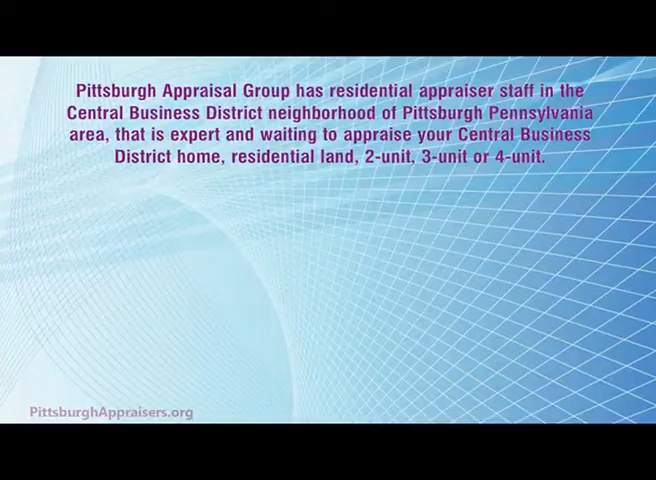 Pittsburgh Appraisal Group has residential appraiser staff in the
Central Business District neighborhood of Pittsburgh Pennsylvania
area, that is expert and waiting to appraise your Central Business
District home, residential land, 2-unit, 3-unit or 4-unit.
PittsburghAppraisers.org